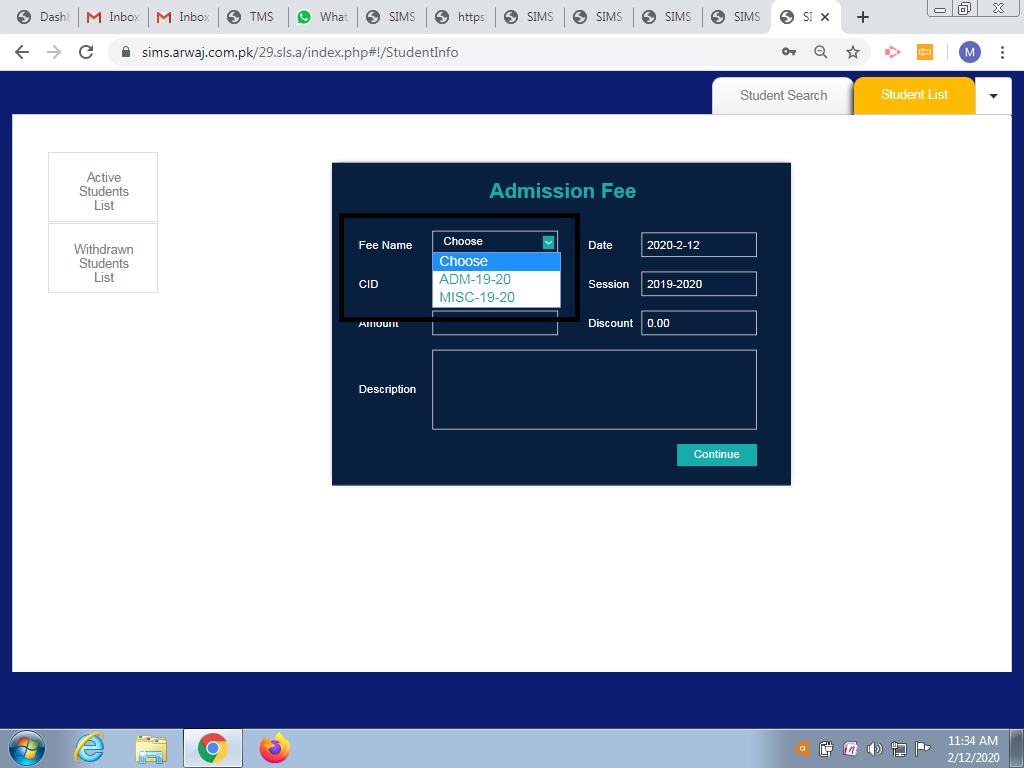 Dashb
Inbox
Inbox
TMS
What
SIMS
https:
SIMS
SIMS
SIMS
SIMS
SI
sims.arwaj.com.pk/29.sls.a/index.php#!/StudentInfo
M
Student Search
Student List
Active
Students
List
Withdrawn
Students
List
Admission Fee
Fee Name
Choose
Date
2020-2-12
Choose
ADM-19-20
MISC-19-20
CID
Session
2019-2020
Amount
Discount
0.00
Description
Continue
11:34 AM
2/12/2020